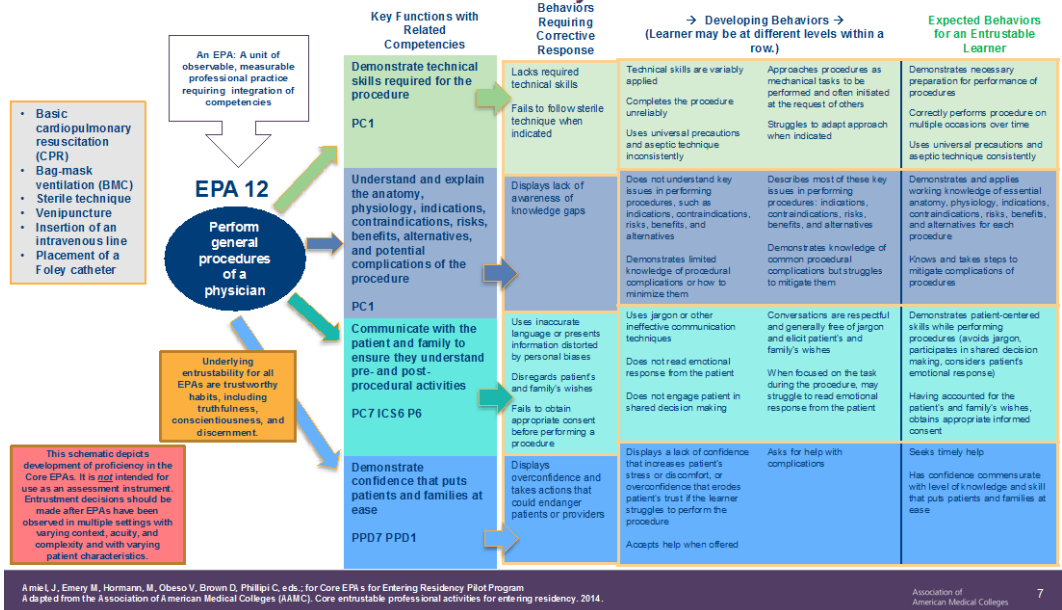 Behaviors
Requiring
Corrective
Response
Key Functions with
Related
Competencies
→ Developing Behaviors →
(Learner may be at different levels within a
row.)
Expected Behaviors
for an Entrustable
Learner
An EPA: A unit of
observable, measurable
professional practice
requiring integration of
competencies
• Basic
cardiopulmonary
resuscitation
(CPR)
• Bag-mask
ventilation (BMC)
• Sterile technique
• Venipuncture
• Insertion of an
intravenous line
• Placement of a
Foley catheter
EPA 12
Perform
general
procedures
of a
physician
Underlying
entrustability for all
EPAs are trustworthy
habits, including
truthfulness,
conscientiousness, and
discernment.
This schematic depicts
development of proficiency in the
Core EPAs. It is not intended for
use as an assessment instrument.
Entrustment decisions should be
made after EPAs have been
observed in multiple settings with
varying context, acuity, and
complexity and with varying
patient characteristics.
Demonstrate technical
skills required for the
procedure
PC1
Lacks required
technical skills
Fails to follow sterile
technique when
indicated
Technical skills are variably
applied
Completes the procedure
unreliably
Uses universal precautions
and aseptic technique
inconsistently
Approaches procedures as
mechanical tasks to be
performed and often initiated
at the request of others
Struggles to adapt approach
when indicated
Demonstrates necessary
preparation for performance of
procedures
Correctly performs procedure on
multiple occasions over time
Uses universal precautions and
aseptic technique consistently
Understand and explain
the anatomy,
physiology, indications,
contraindications, risks,
benefits, alternatives,
and potential
complications of the
procedure
PC1
Displays lack of
awareness of
knowledge gaps
Does not understand key
issues in performing
procedures, such as
indications, contraindications,
risks, benefits, and
alternatives
Demonstrates limited
knowledge of procedural
complications or how to
minimize them
Describes most of these key
issues in performing
procedures: indications,
contraindications, risks,
benefits, and alternatives
Demonstrates knowledge of
common procedural
complications but struggles
to mitigate them
Demonstrates and applies
working knowledge of essential
anatomy, physiology, indications,
contraindications, risks, benefits,
and alternatives for each
procedure
Knows and takes steps to
mitigate complications of
procedures
Communicate with the
patient and family to
ensure they understand
pre- and post-
procedural activities
PC7 ICS6 P6
Uses inaccurate
language or presents
information distorted
by personal biases
Disregards patient's
and family's wishes
Fails to obtain
appropriate consent
before performing a
procedure
Uses jargon or other
ineffective communication
techniques
Does not read emotional
response from the patient
Does not engage patient in
shared decision making
Conversations are respectful
and generally free of jargon
and elicit patient's and
family's wishes
When focused on the task
during the procedure, may
struggle to read emotional
response from the patient
Demonstrates patient-centered
skills while performing
procedures (avoids jargon,
participates in shared decision
making, considers patient's
emotional response)
Having accounted for the
patient's and family's wishes,
obtains appropriate informed
consent
Demonstrate
confidence that puts
patients and families at
ease
PPD7 PPD1
Displays
overconfidence and
takes actions that
could endanger
patients or providers
Displays a lack of confidence
that increases patient's
stress or discomfort, or
overconfidence that erodes
patient's trust if the learner
struggles to perform the
procedure
Accepts help when offered
Asks for help with
complications
Seeks timely help
Has confidence commensurate
with level of knowledge and skill
that puts patients and families at
ease
Amiel, J, Emery M, Hormann, M, Obeso V, Brown D, Phillipi C, eds.; for Core EPAs for Entering Residency Pilot Program
Adapted from the Association of American Medical Colleges (AAMC). Core entrustable professional activities for entering residency. 2014.
Association of
American Medical Colleges
7